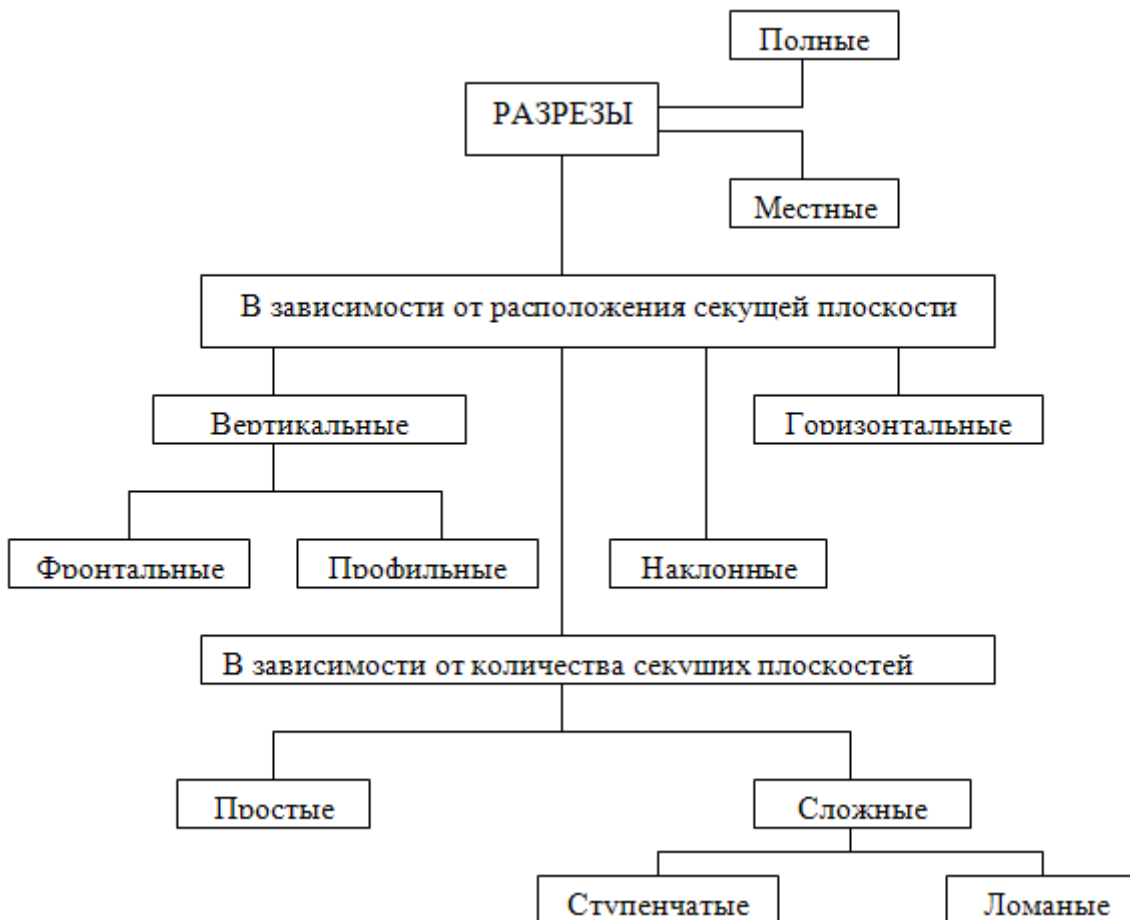 Полные
РАЗРЕЗЫ
Местные
В зависимости от расположения секущей плоскости
Вертикальные
Горизонтальные
Фронтальные
Профильные
Наклонные
В зависимости от количества секущих плоскостей
Простые
Сложные
Ступенчатые
Ломаные